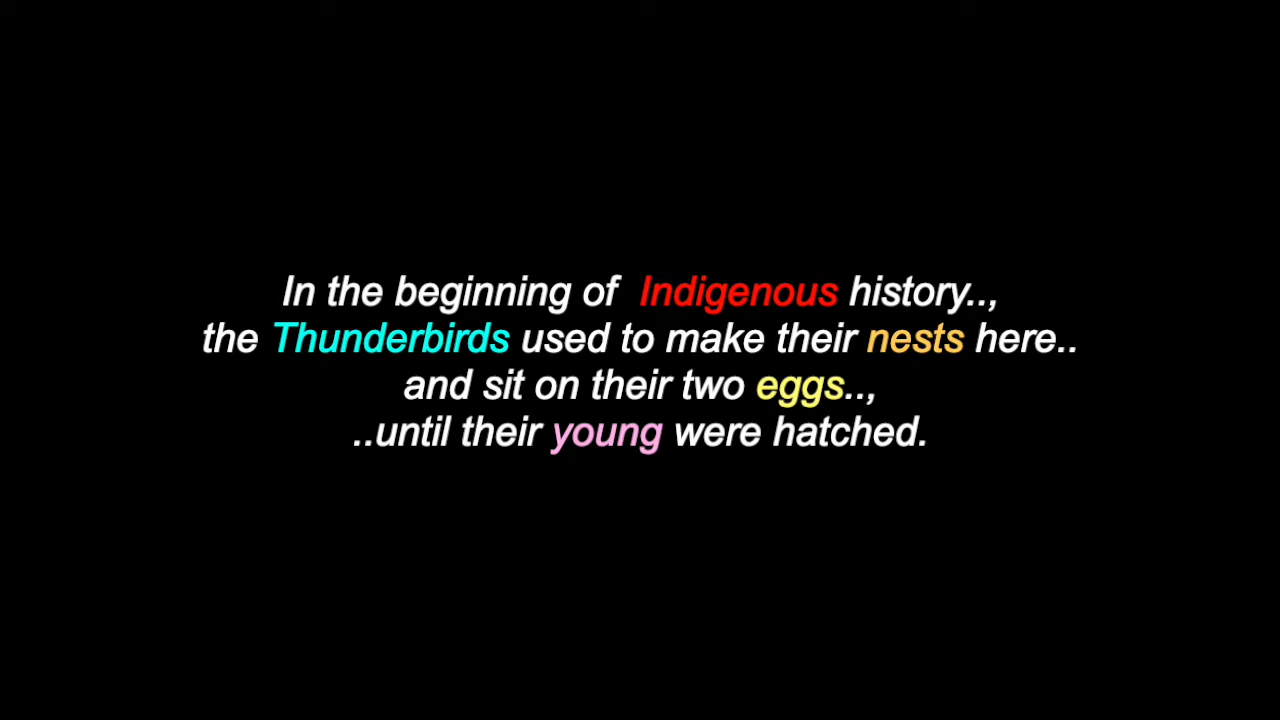 In the beginning of  Indigenous history..,
the Thunderbirds used to make their nests here..
and sit on their two eggs..,
..until their young were hatched.